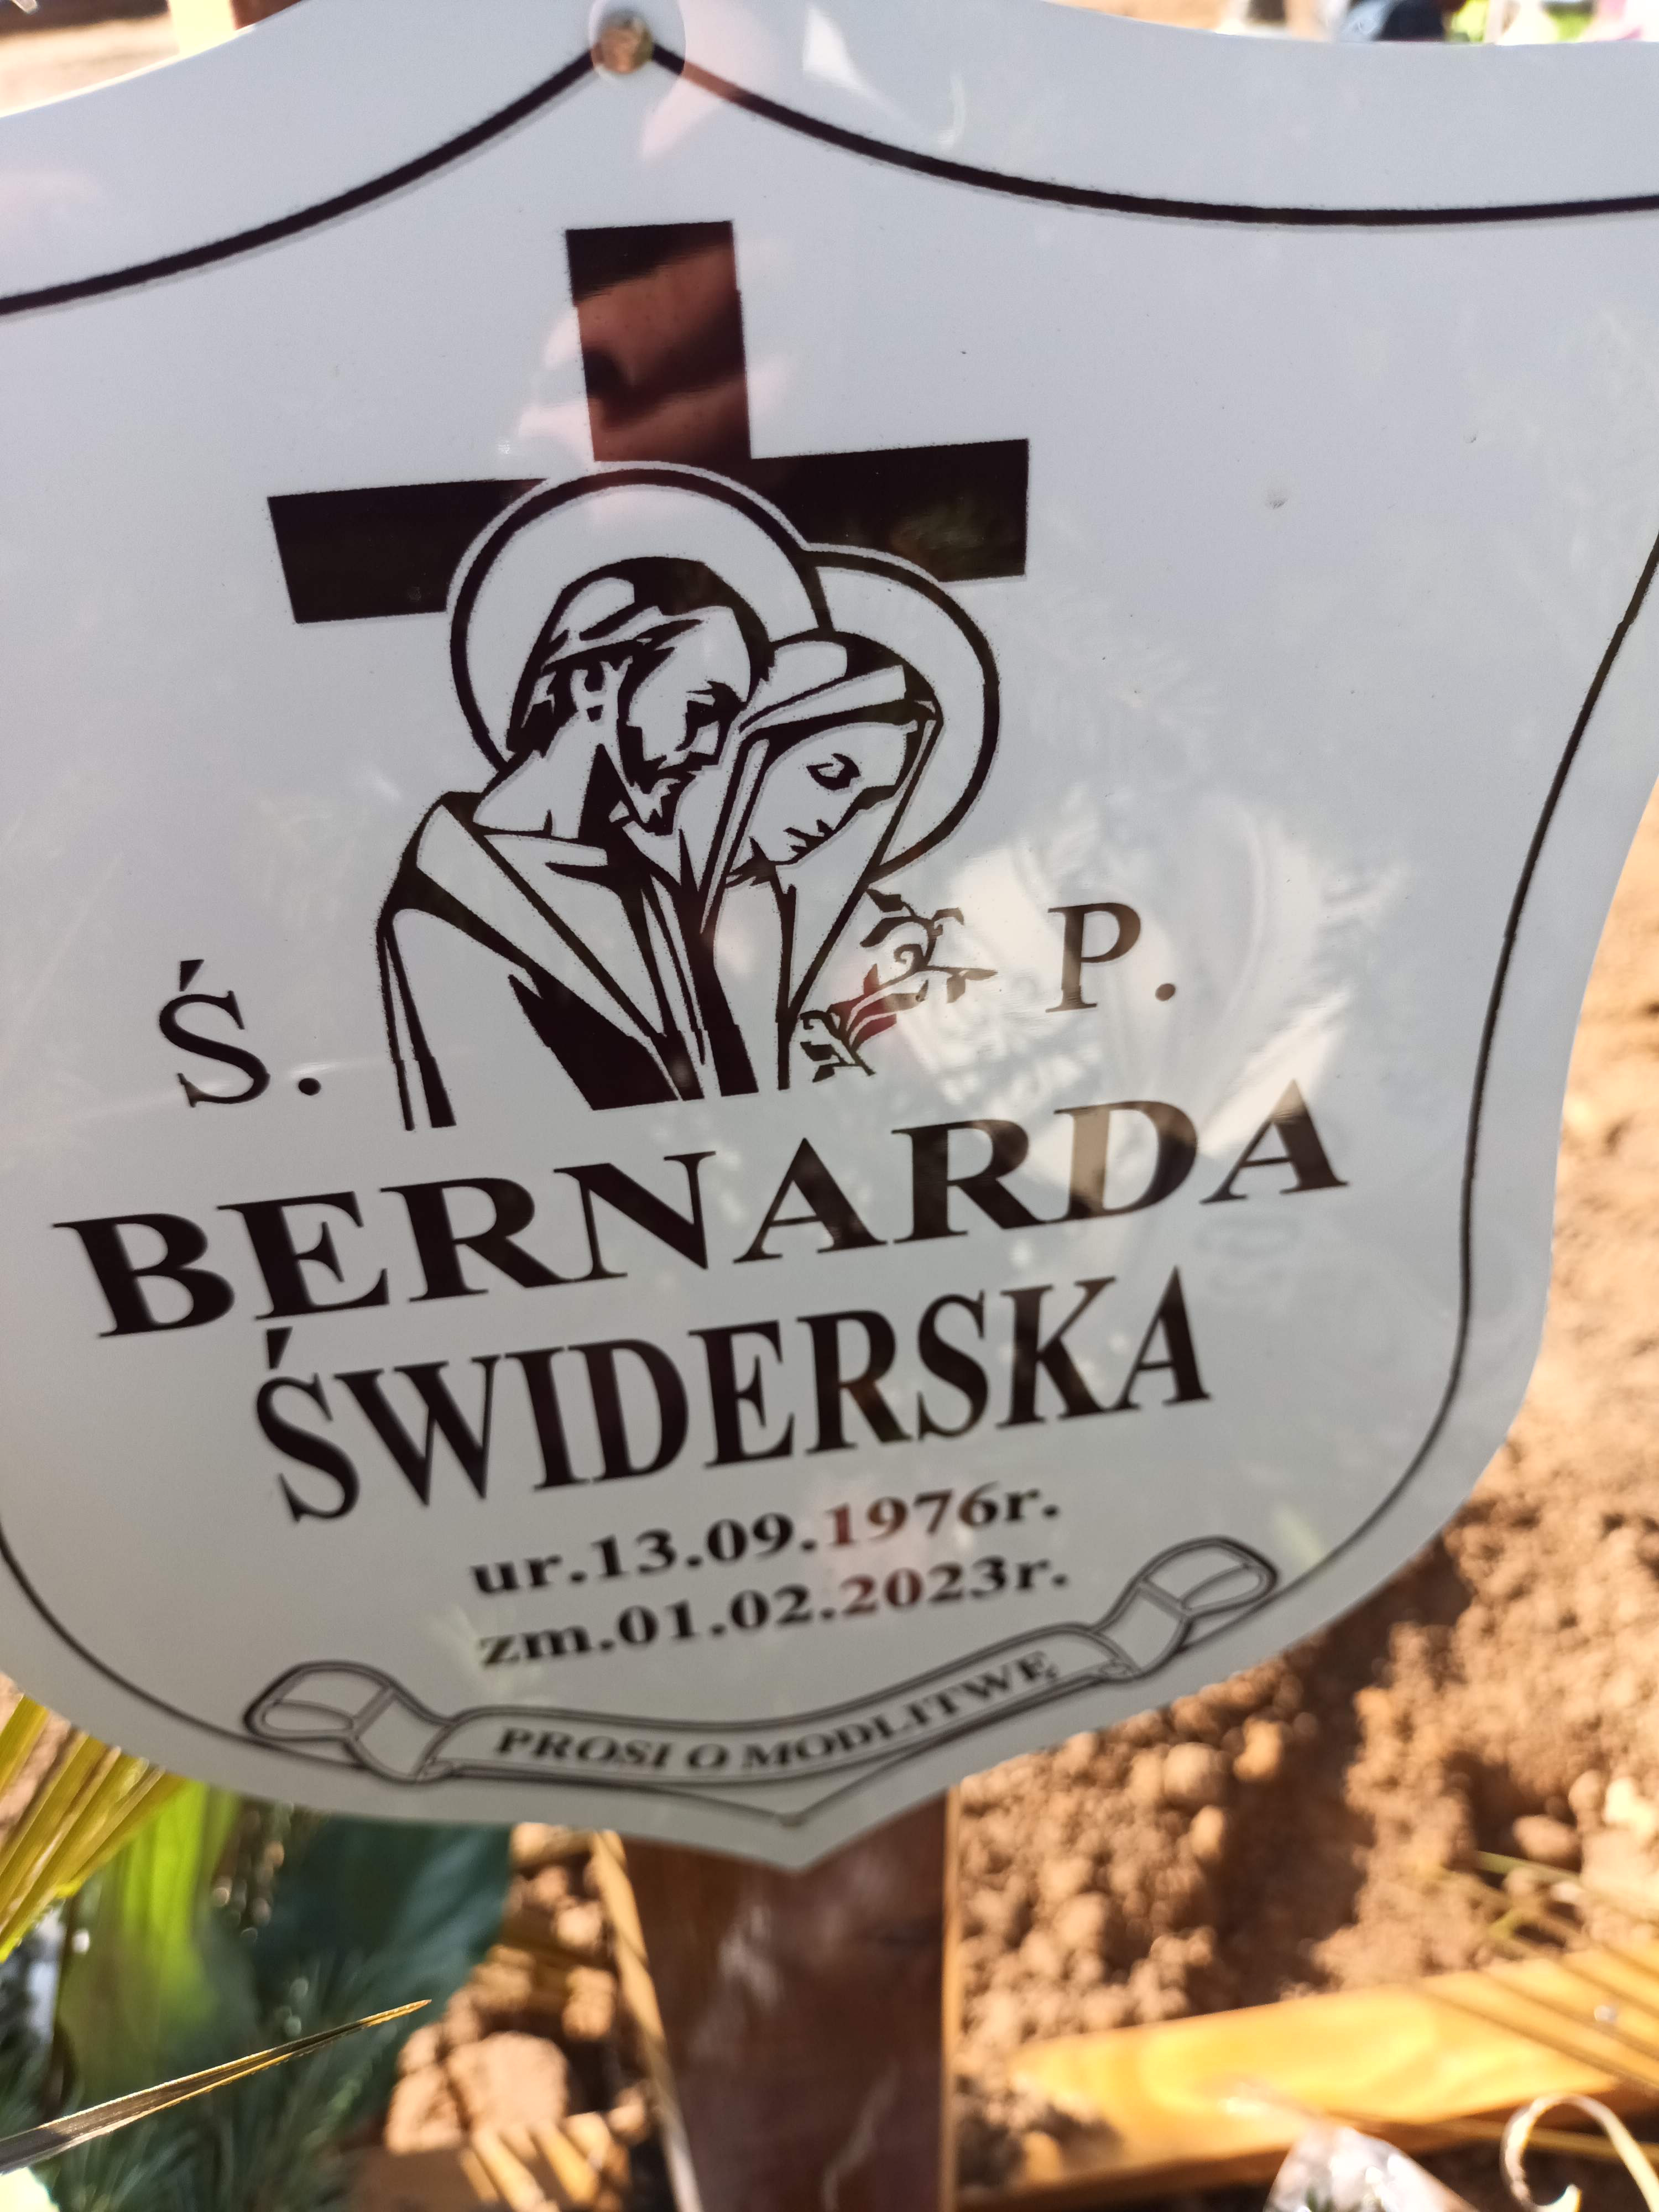 Ś. P.
BERNARDA
ŚWIDERSKA
ur.13.09.1976r.
zm.01.02.2023r.
PROSI O MODLITWĘ